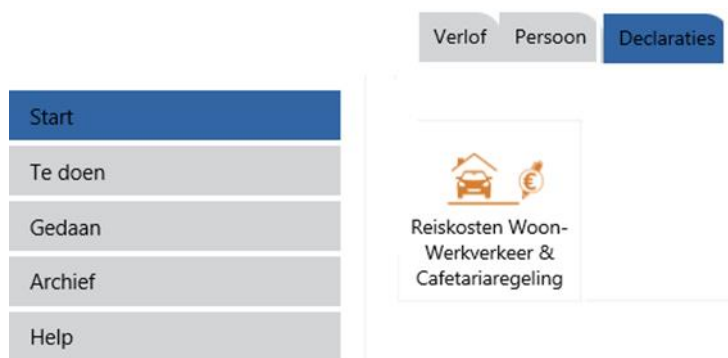 Verlof Persoon Declaraties
Start
Te doen
Gedaan
Archief
Help
€
Reiskosten Woon-
Werkverkeer &
Cafetariaregeling